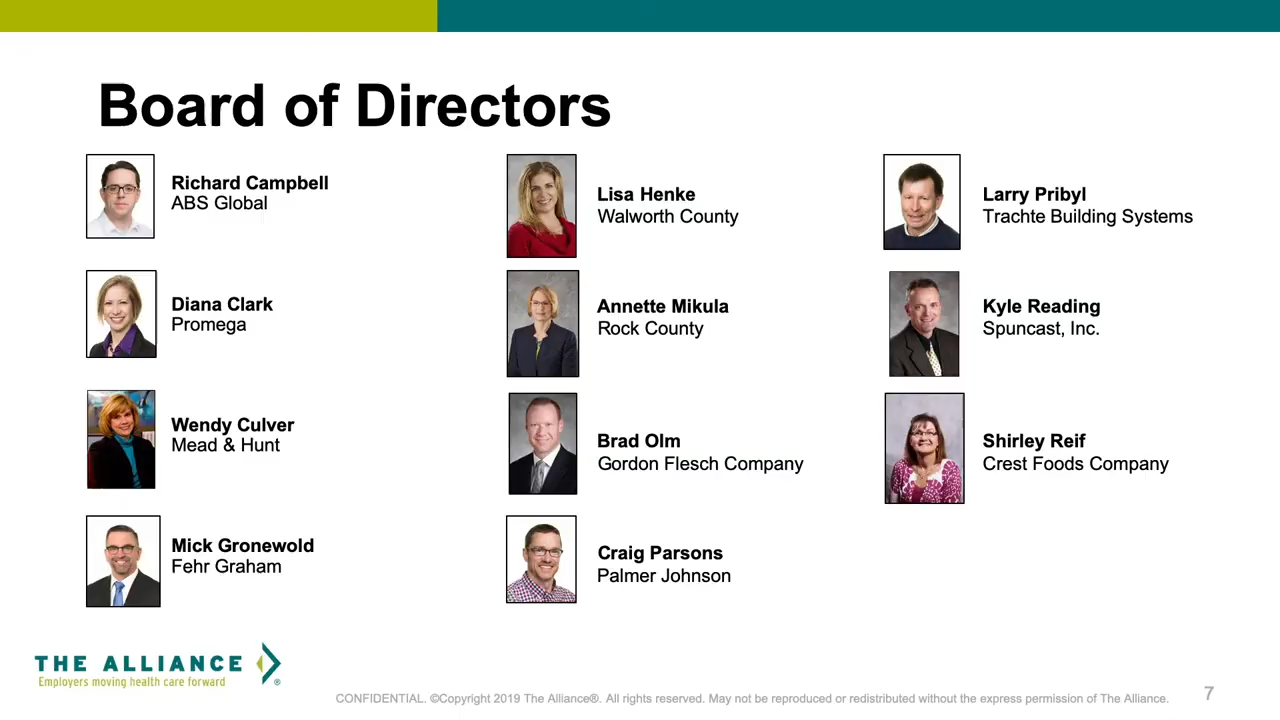 Board of Directors
Richard Campbell
ABS Global
Diana Clark
Promega
Wendy Culver
Mead & Hunt
Mick Gronewold
Fehr Graham
Lisa Henke
Walworth County
Annette Mikula
Rock County
Brad Olm
Gordon Flesch Company
Craig Parsons
Palmer Johnson
Larry Pribyl
Trachte Building Systems
Kyle Reading
Spuncast, Inc.
Shirley Reif
Crest Foods Company
THE ALLIANCE
Employers moving health care forward ®
CONFIDENTIAL. ©Copyright 2019 The Alliance®. All rights reserved. May not be reproduced or redistributed without the express permission of The Alliance.
7